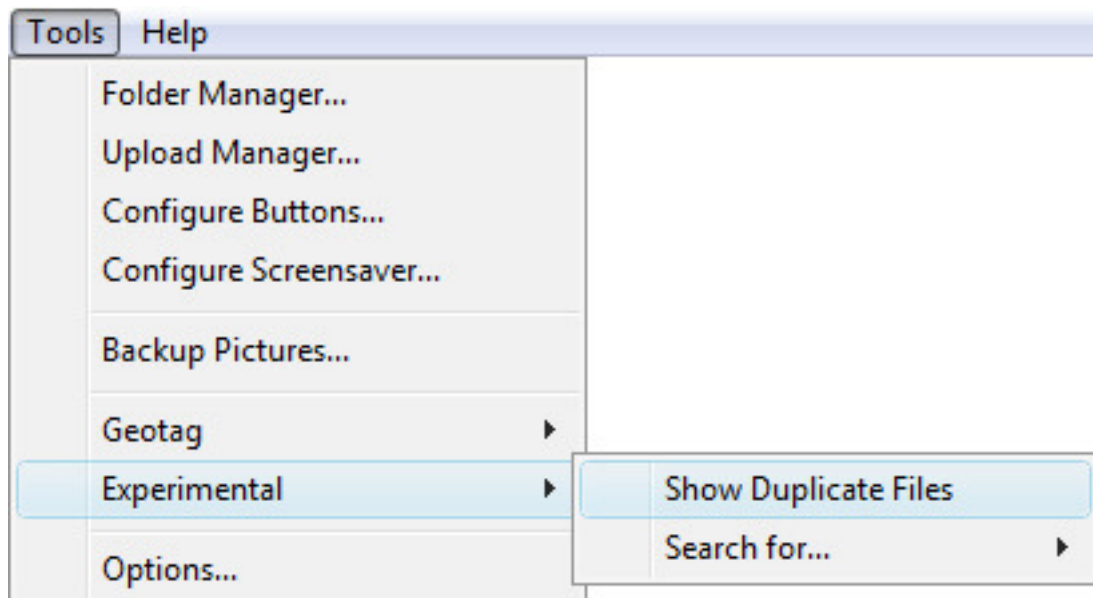 Tools Help
Folder Manager...
Upload Manager...
Configure Buttons...
Configure Screensaver...
Backup Pictures...
Geotag
Experimental
Show Duplicate Files
Search for...
Options...